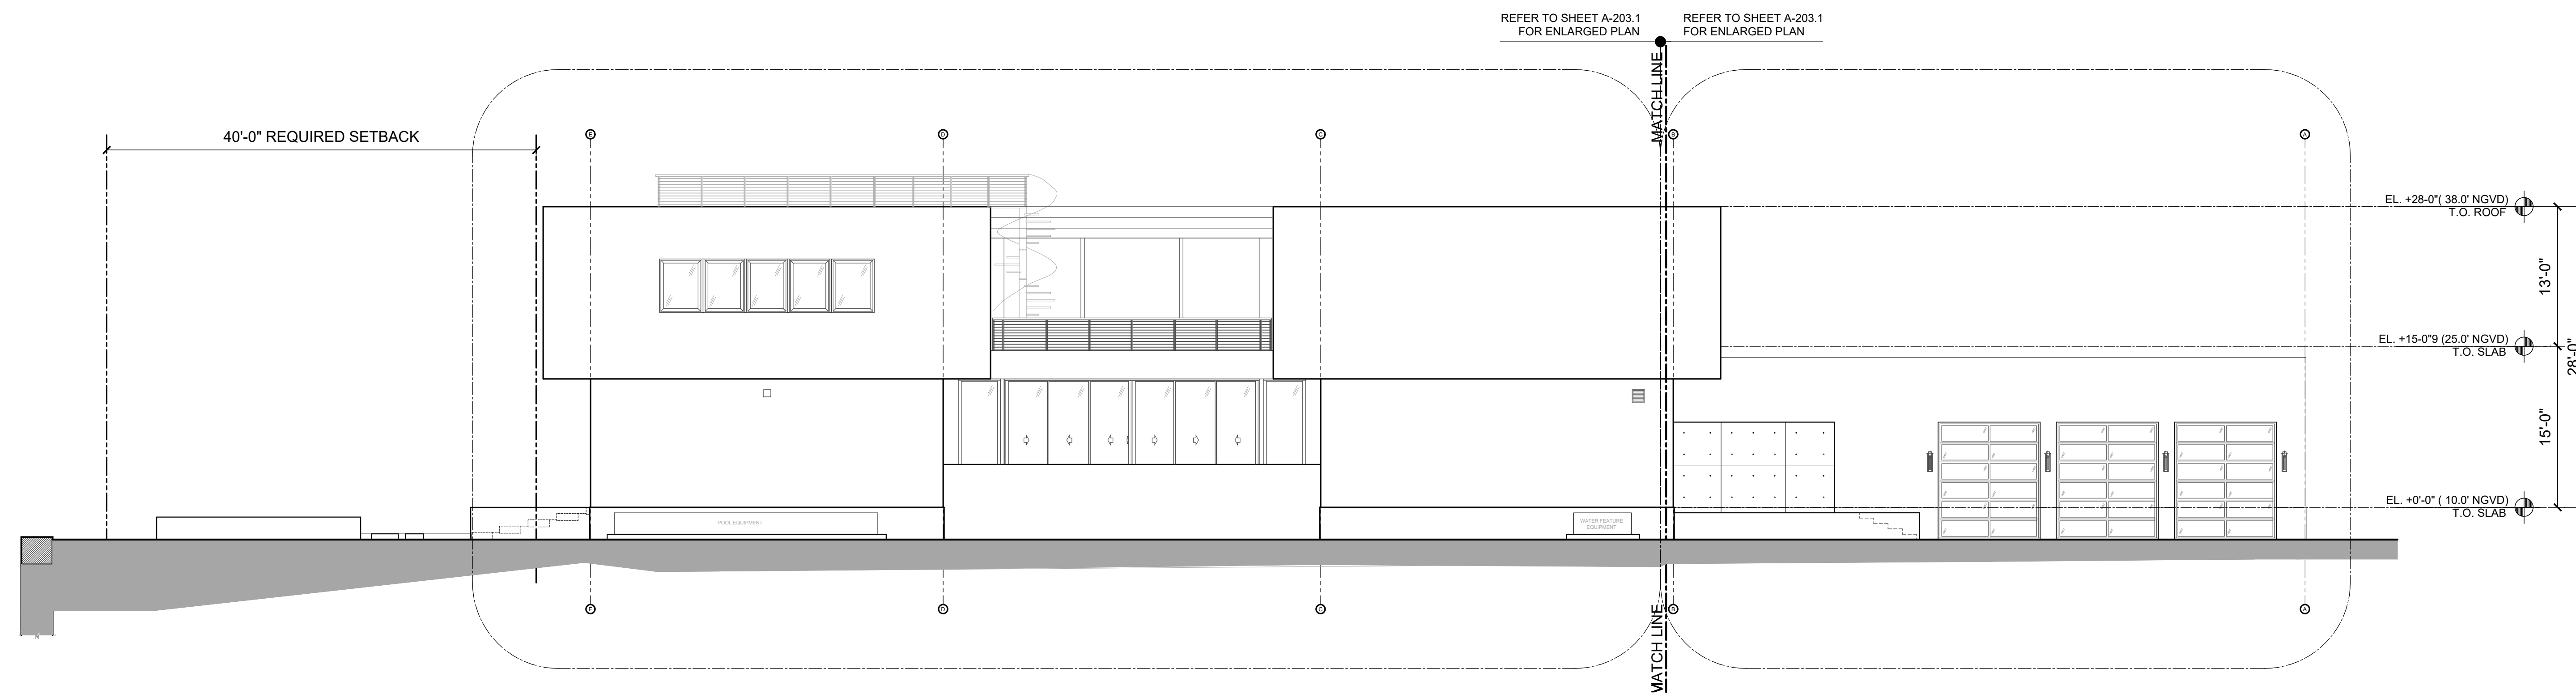 REFER TO SHEET A-203.1
FOR ENLARGED PLAN
REFER TO SHEET A-203.1
FOR ENLARGED PLAN
MATCH LINE
40'-0" REQUIRED SETBACK
E
D
C
B
A
EL. +28-0"( 38.0' NGVD)
T.O. ROOF
13'-0"
EL. +15-0"9 (25.0' NGVD)
T.O. SLAB
28'-0"
15'-0"
EL. +0'-0" ( 10.0' NGVD)
T.O. SLAB
POOL EQUIPMENT
WATER FEATURE
EQUIPMENT
E
D
C
B
A
MATCH LINE